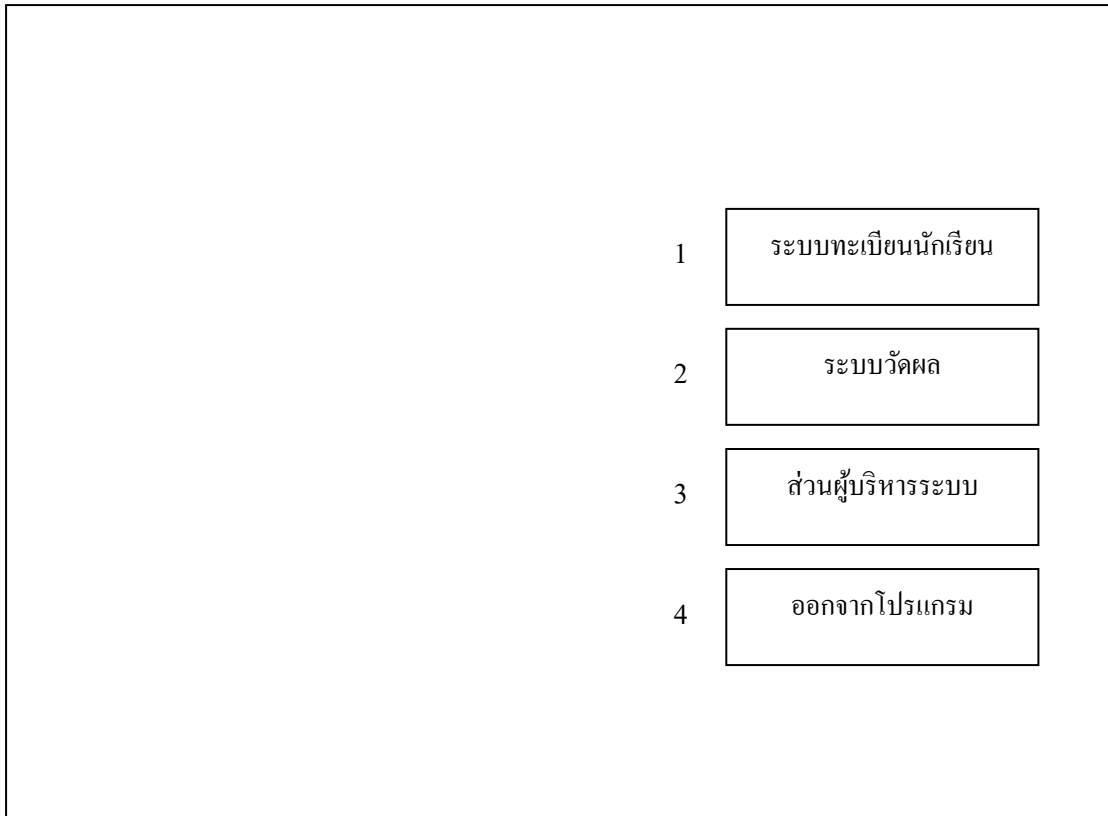 1 ระบบทะเบียนนักเรียน
2 ระบบวัดผล
3 ส่วนผู้บริหารระบบ
4 ออกจากโปรแกรม